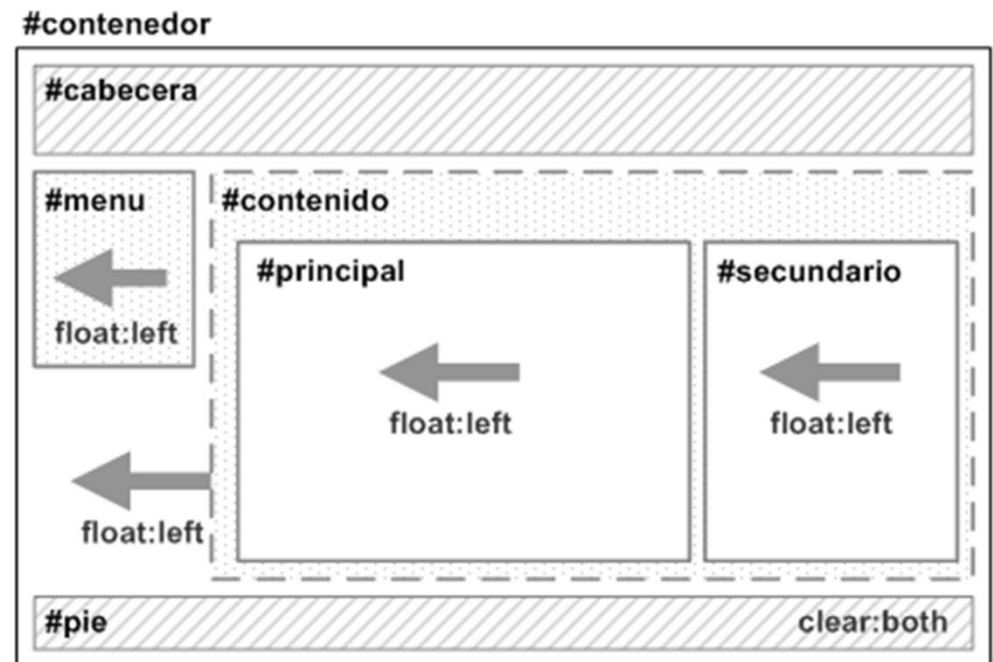 #contenedor
#cabecera
#menu
float:left
#contenido
#principal
float:left
#secundario
float:left
float:left
#pie
clear:both